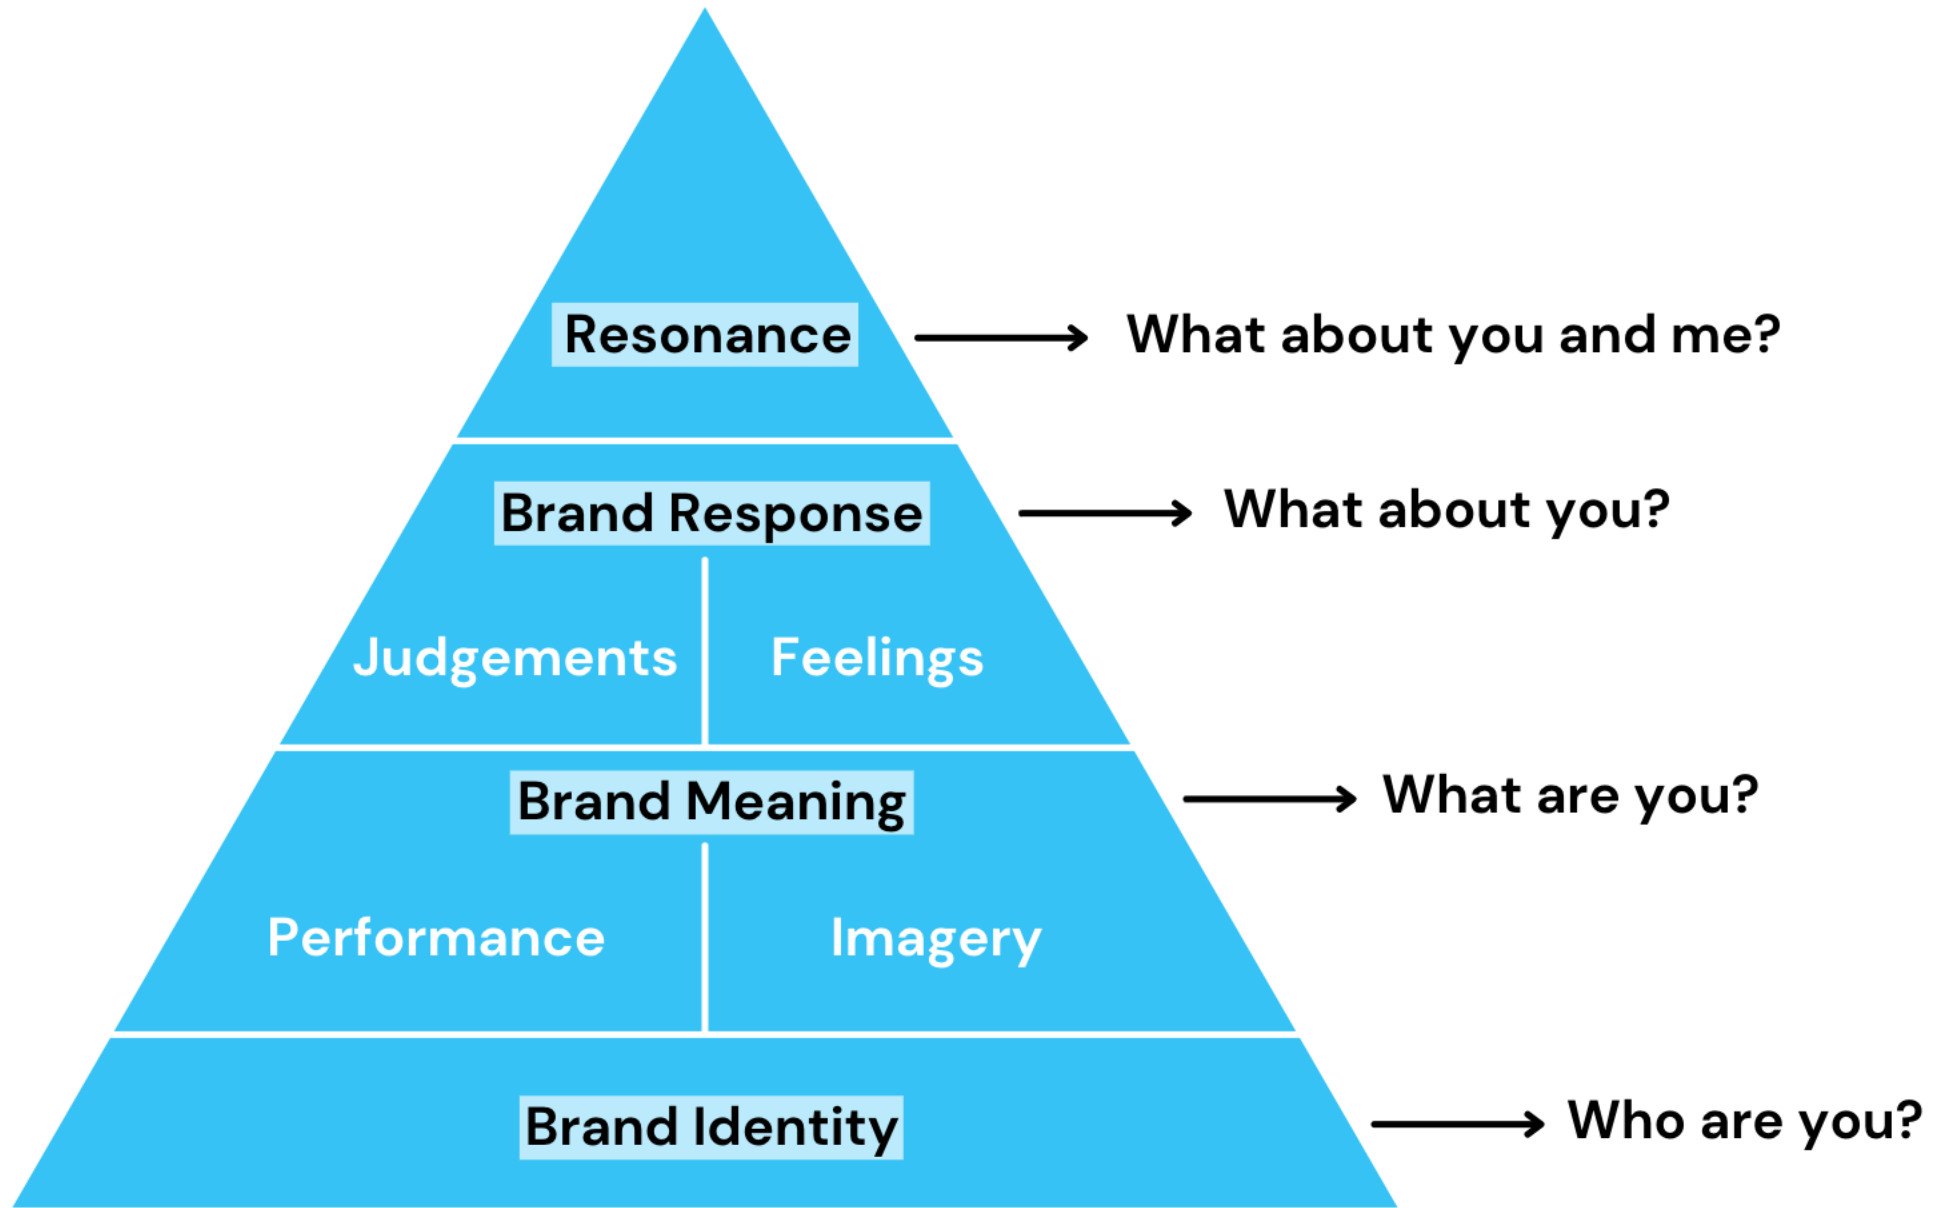 Resonance
What about you and me?
Brand Response
What about you?
Judgements
Feelings
Brand Meaning
What are you?
Performance
Imagery
Brand Identity
Who are you?